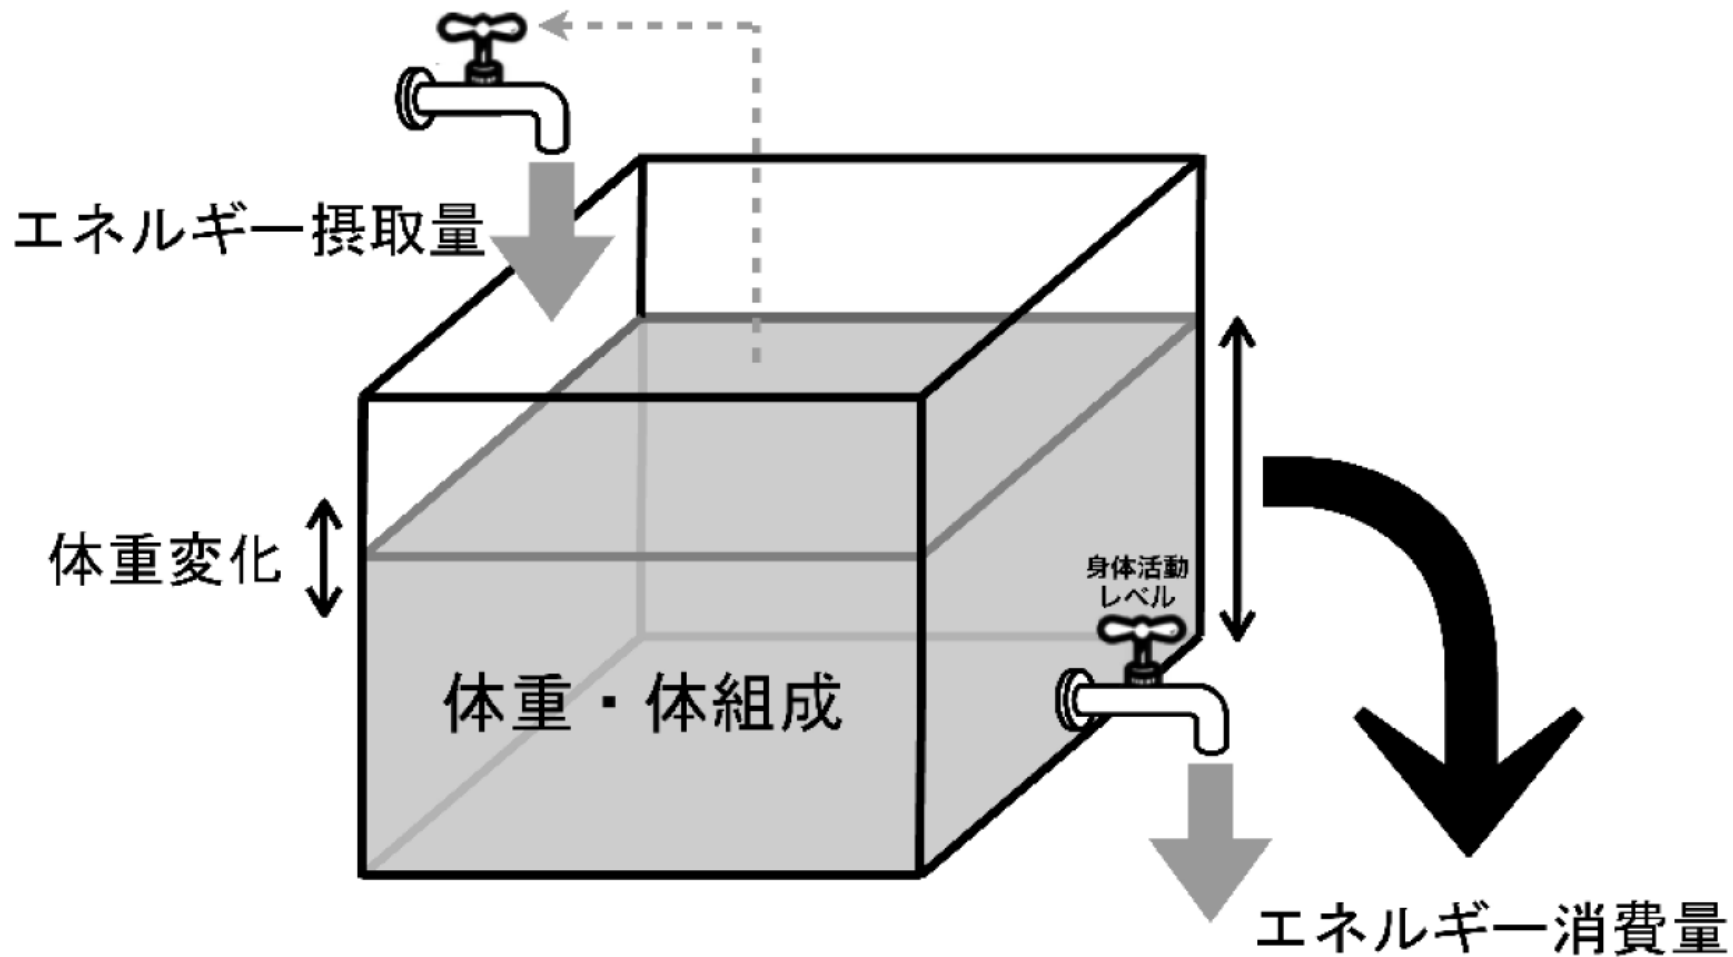 エネルギー摂取量
体重変化
身体活動
レベル
体重・体組成
エネルギー消費量